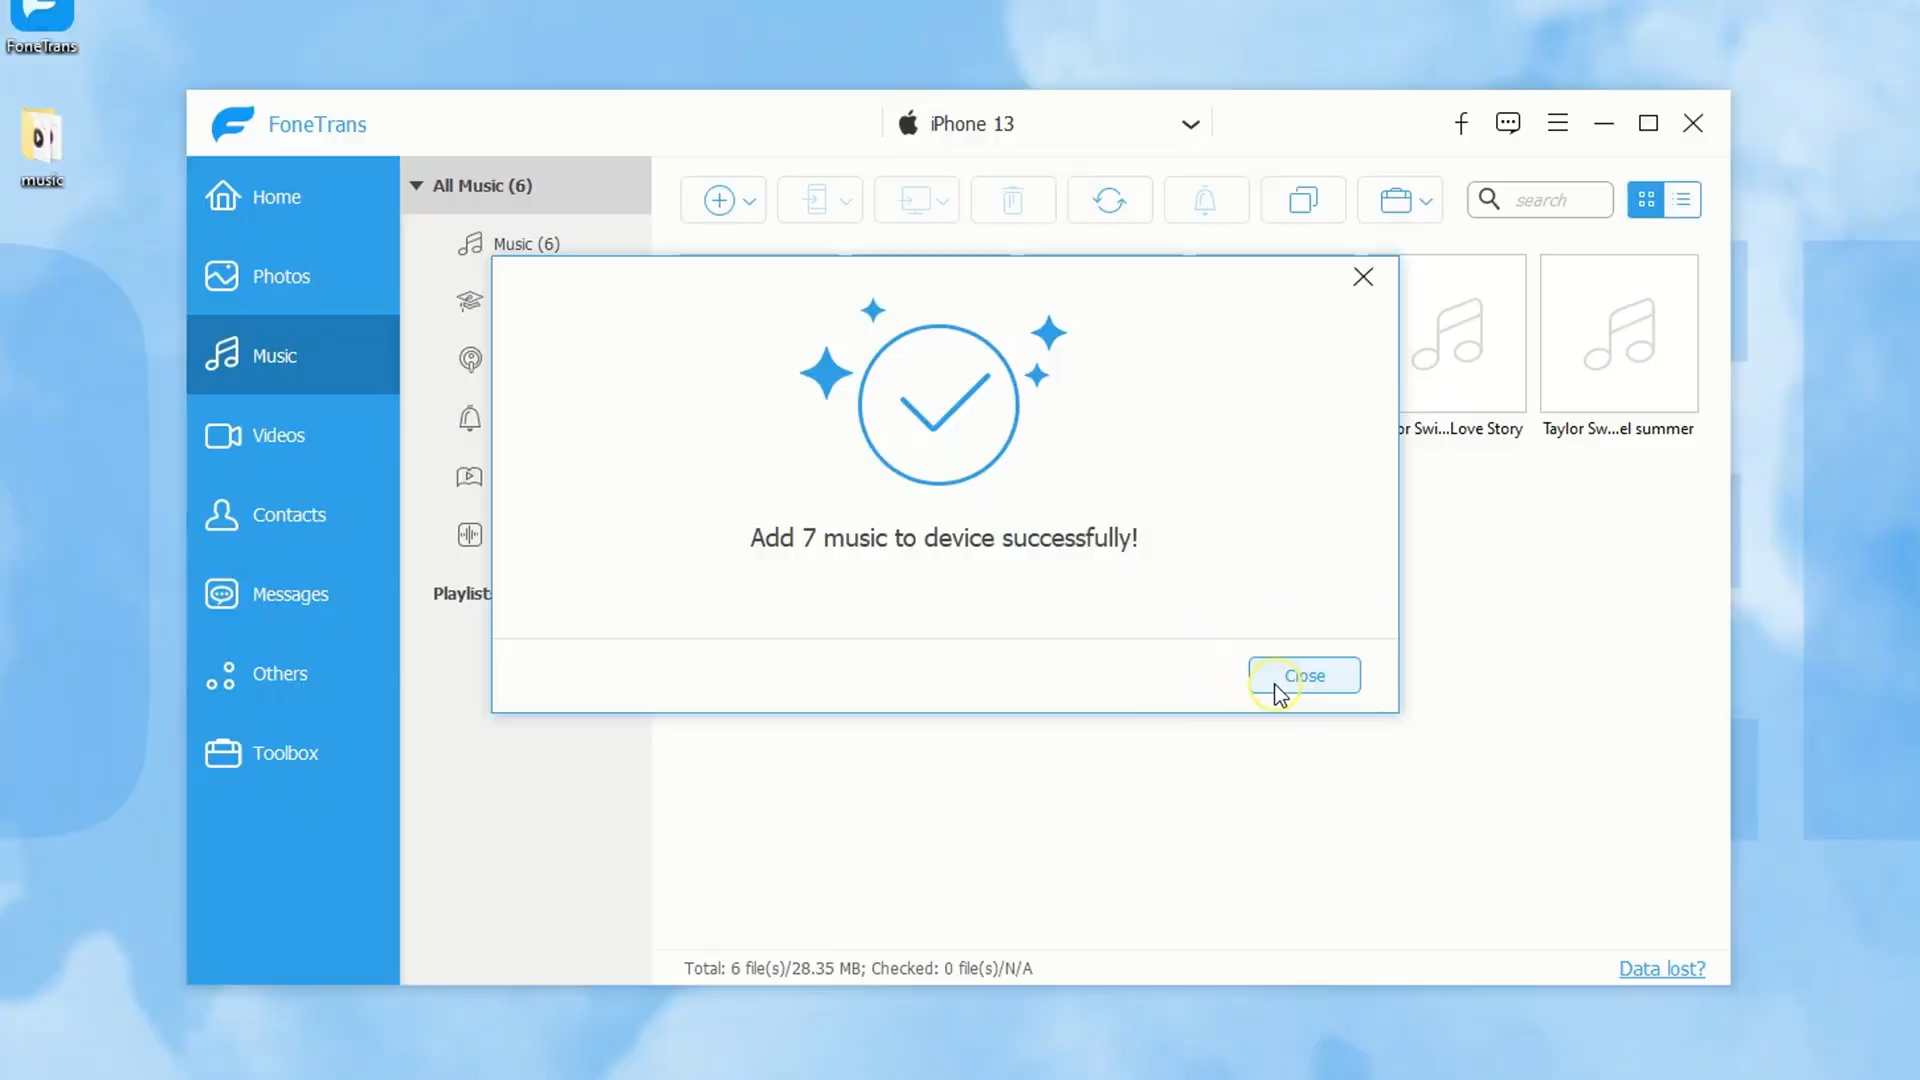 FoneTrans
music
FoneTrans
iPhone 13
Home
Photos
Music
Videos
Contacts
Messages
Others
Toolbox
All Music (6)
Music (6)
Playlist
search
Add 7 music to device successfully!
Close
or Swi...Love Story
Taylor Sw...el summer
Total: 6 file(s)/28.35 MB; Checked: 0 file(s)/N/A
Data lost?